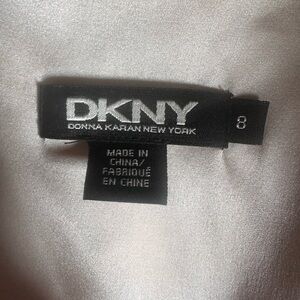 DKNY
DONNA KARAN NEW YORK
8
MADE IN
CHINA/
FABRIQUÉ
EN CHINE